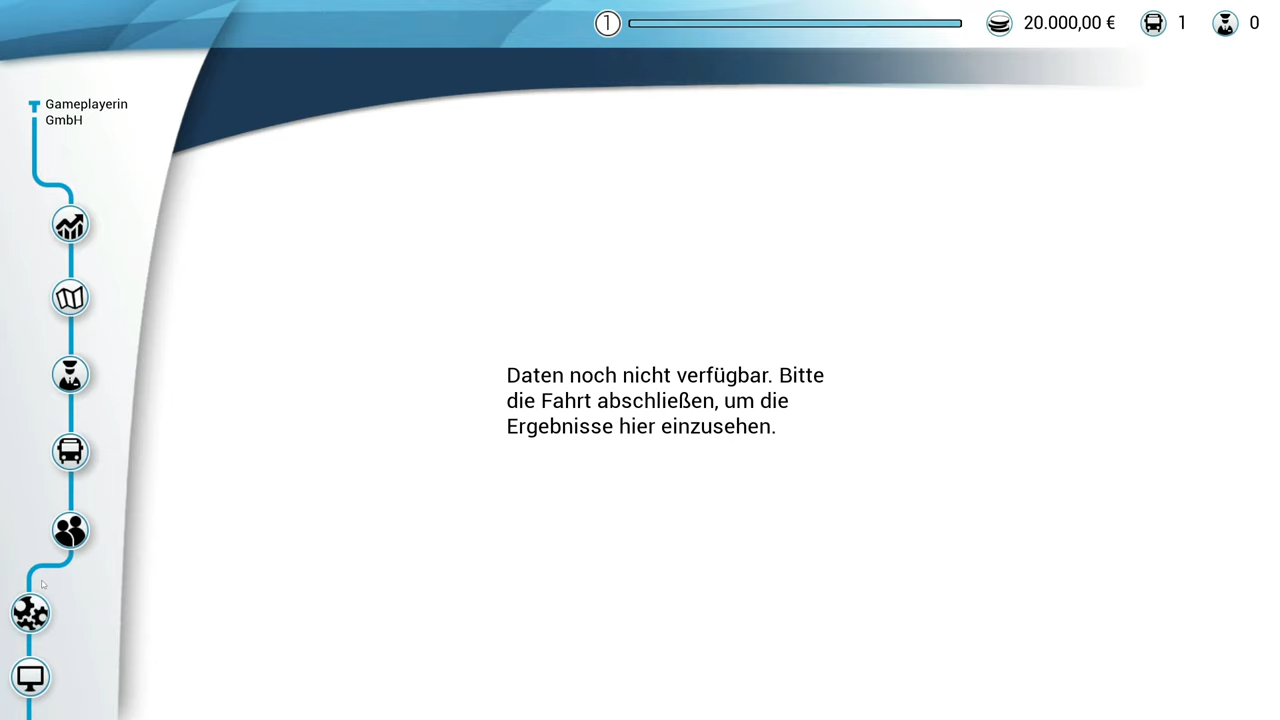 1
20.000,00 €
1
0
Gameplayerin
GmbH
Daten noch nicht verfügbar. Bitte
die Fahrt abschließen, um die
Ergebnisse hier einzusehen.